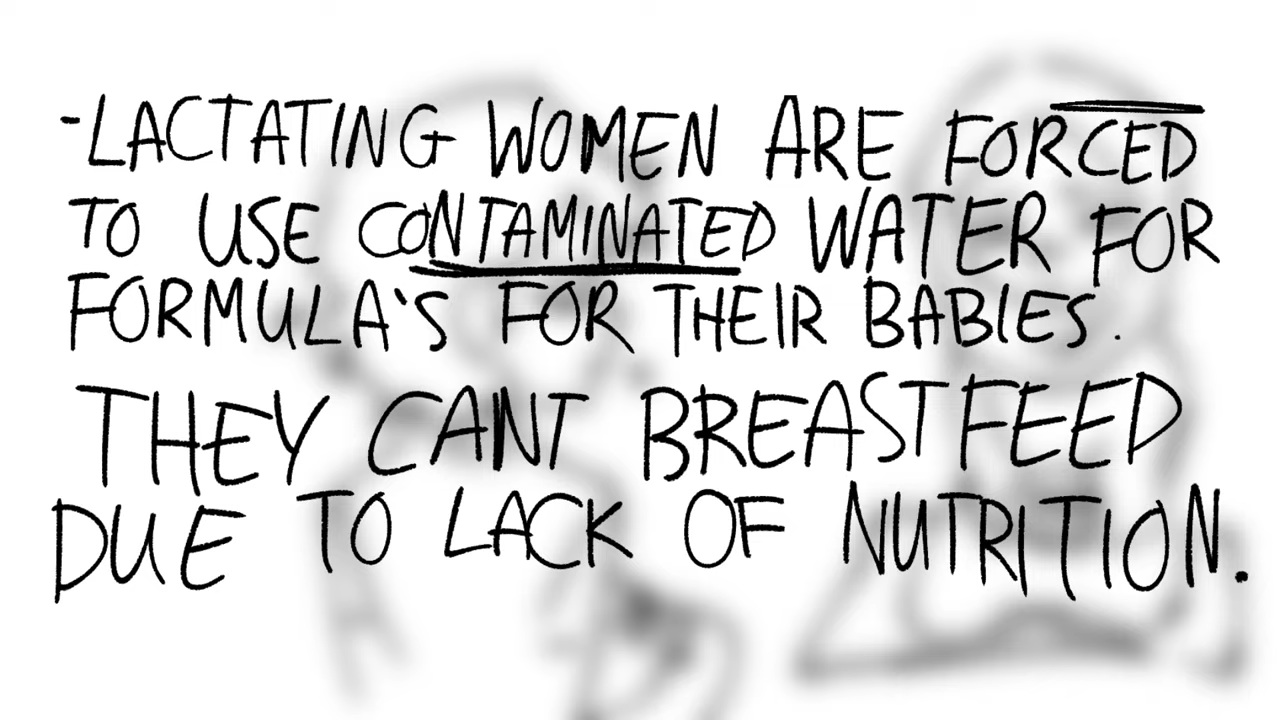 -LACTATING WOMEN ARE FORCED
TO USE CONTAMINATED WATER FOR
FORMULA'S FOR THEIR BABIES.
THEY CANT BREASTFEED
DUE TO LACK OF NUTRITION.